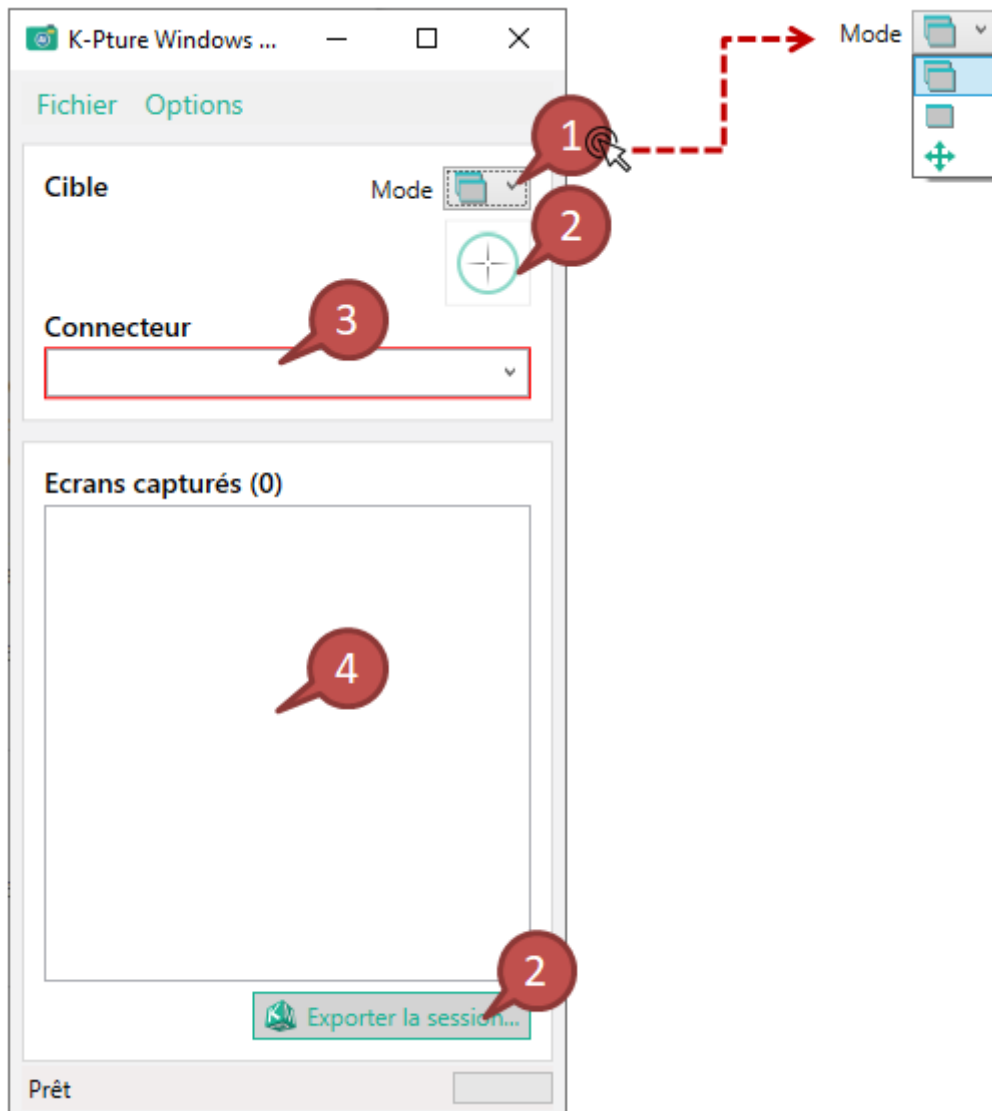 K-Pture Windows ...
Mode
Fichier Options
1
Cible
Mode
2
Connecteur
3
Ecrans capturés (0)
4
2
Exporter la session...
Prêt